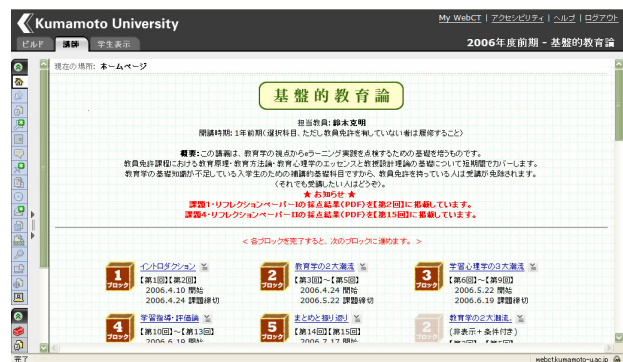 Kumamoto University
My WebCT | アクセシビリティ | ヘルプ | ログアウト
ビルド 講師 学生表示
2006年度前期 - 基盤的教育論
現在の場所: ホームページ
基盤的教育論
担当教員: 鈴木克明
開講時期: 1年前期(選択科目、ただし教員免許を有していない者は履修すること)
概要: この講義は、教育学の視点からeラーニング実践を点検するための基礎を培うものです。
教員免許課程における教育原理・教育方法論・教育心理学のエッセンスと教授設計理論の基礎について短期間でカバーします。
教育学の基礎知識が不足している入学生のための補講的基礎科目ですから、教員免許を持っている人は受講が免除されます。
(それでも受講したい人はどうぞ。)
★ お知らせ ★
課題1・リフレクションペーパーIの採点結果(PDF)を【第2回】に掲載しています。
課題4・リフレクションペーパーIIの採点結果(PDF)を【第15回】に掲載しています。
< 各ブロックを完了すると、次のブロックに進めます。 >
1 ブロック
イントロダクション
【第1回】【第2回】
2006.4.10 開始
2006.4.24 課題締切
2 ブロック
教育学の2大潮流
【第3回】~【第5回】
2006.4.24 開始
2006.5.22 課題締切
3 ブロック
学習心理学の3大潮流
【第6回】~【第9回】
2006.5.22 開始
2006.6.19 課題締切
4 ブロック
学習指導・評価論
【第10回】~【第13回】
2006.6.19 開始
5 ブロック
まとめと振り返り
【第14回】【第15回】
2006.7.17 開始
2 ブロック
教育学の2大潮流.
(非表示+条件付き)
【第3回】~【第5回】
完了
webct.kumamoto-u.ac.jp